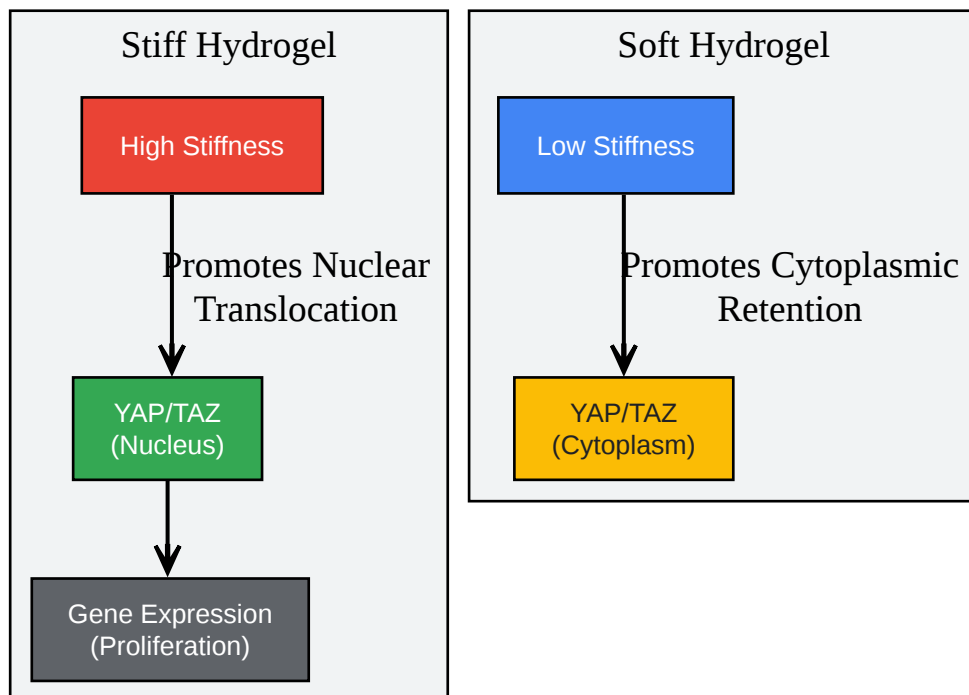 Stiff Hydrogel
High Stiffness
Promotes Nuclear
Translocation
YAP/TAZ
(Nucleus)
Gene Expression
(Proliferation)
Soft Hydrogel
Low Stiffness
Promotes Cytoplasmic
Retention
YAP/TAZ
(Cytoplasm)